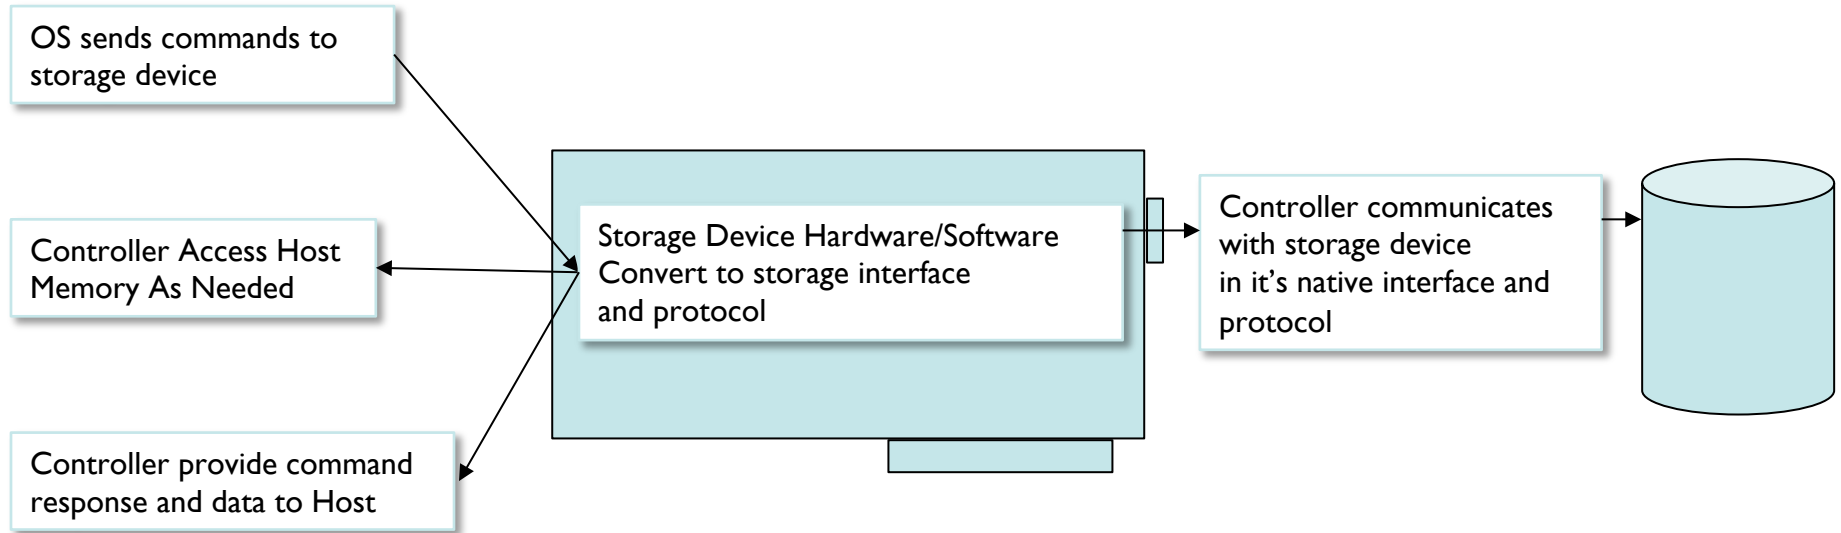 OS sends commands to
storage device
Controller Access Host
Memory As Needed
Controller provide command
response and data to Host
Storage Device Hardware/Software
Convert to storage interface
and protocol
Controller communicates
with storage device
in it’s native interface and
protocol